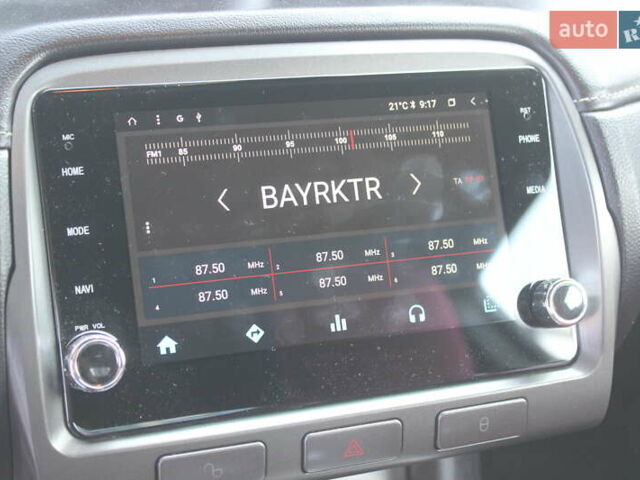 auto
RIA
21°C 9:17
MIC
RST
HOME
PHONE
MODE
MEDIA
NAVI
PWR VOL
G
FM1 85 90 95 100 105 110
BAYRKTR
TA
1 87.50 MHz 2 87.50 MHz 3 87.50 MHz
4 87.50 MHz 5 87.50 MHz 6 87.50 MHz